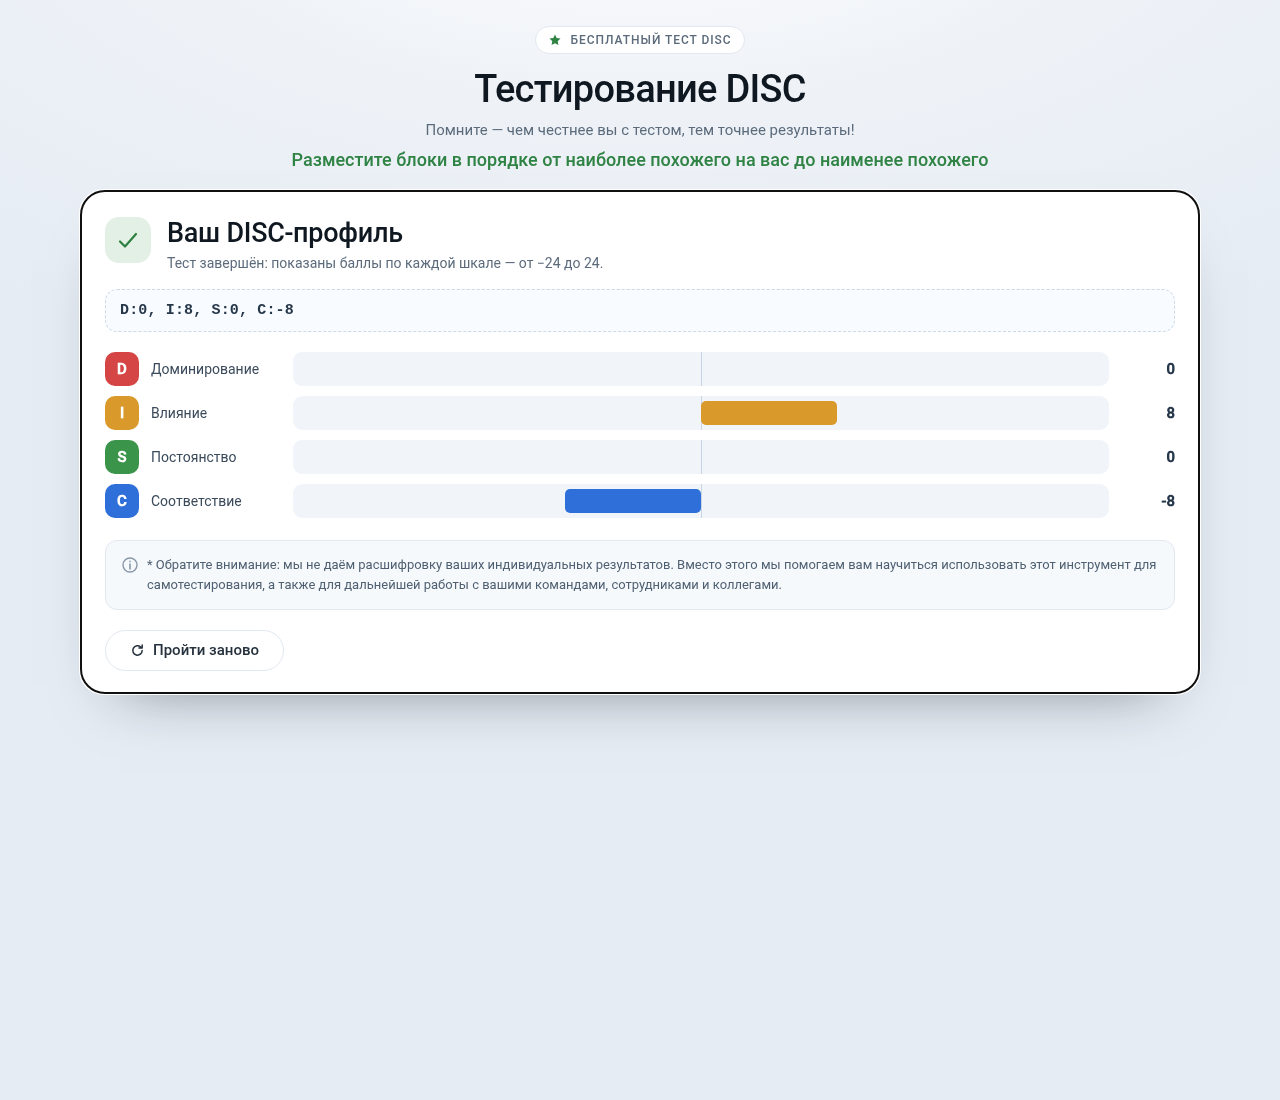 БЕСПЛАТНЫЙ ТЕСТ DISC
Тестирование DISC
Помните — чем честнее вы с тестом, тем точнее результаты!
Разместите блоки в порядке от наиболее похожего на вас до наименее похожего
Ваш DISC-профиль
Тест завершён: показаны баллы по каждой шкале — от −24 до 24.
D:0, I:8, S:0, C:-8
D Доминирование 0
I Влияние 8
S Постоянство 0
C Соответствие -8
* Обратите внимание: мы не даём расшифровку ваших индивидуальных результатов. Вместо этого мы помогаем вам научиться использовать этот инструмент для
самотестирования, а также для дальнейшей работы с вашими командами, сотрудниками и коллегами.
Пройти заново